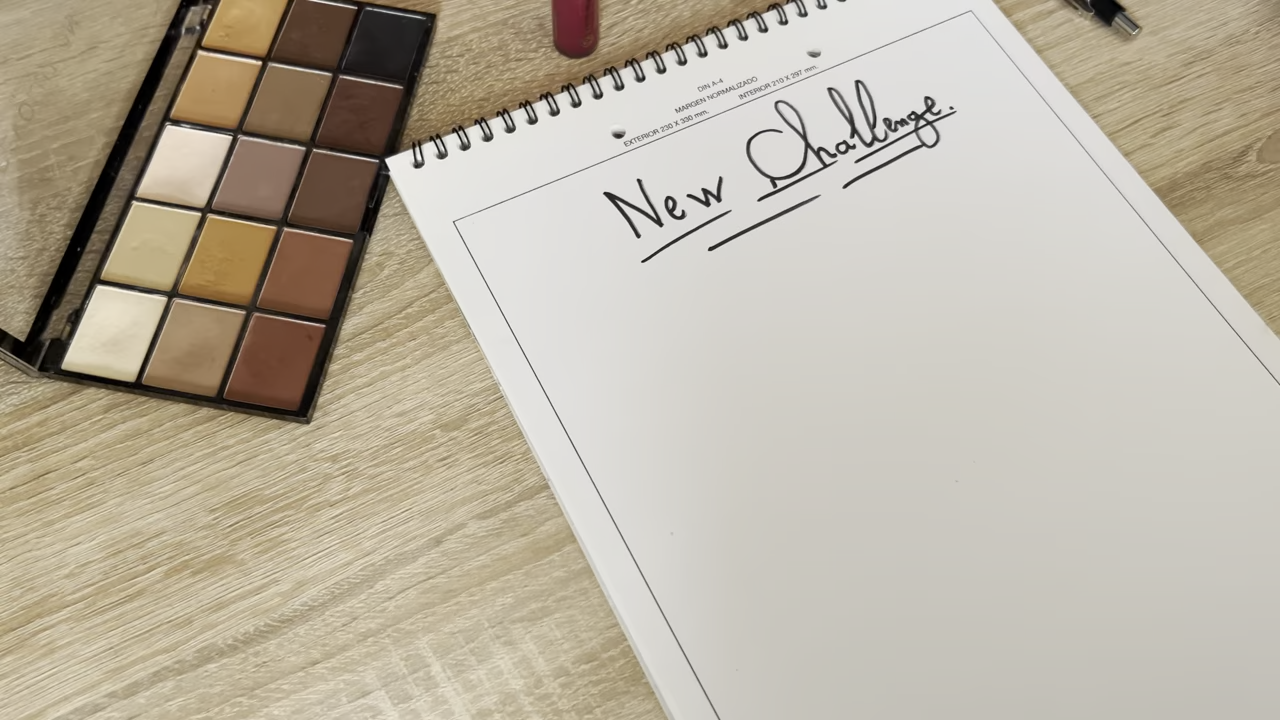 DIN A-4
MARGEN NORMALIZADO
EXTERIOR 230 X 330 mm. INTERIOR 210 X 297 mm.
New Challenge.